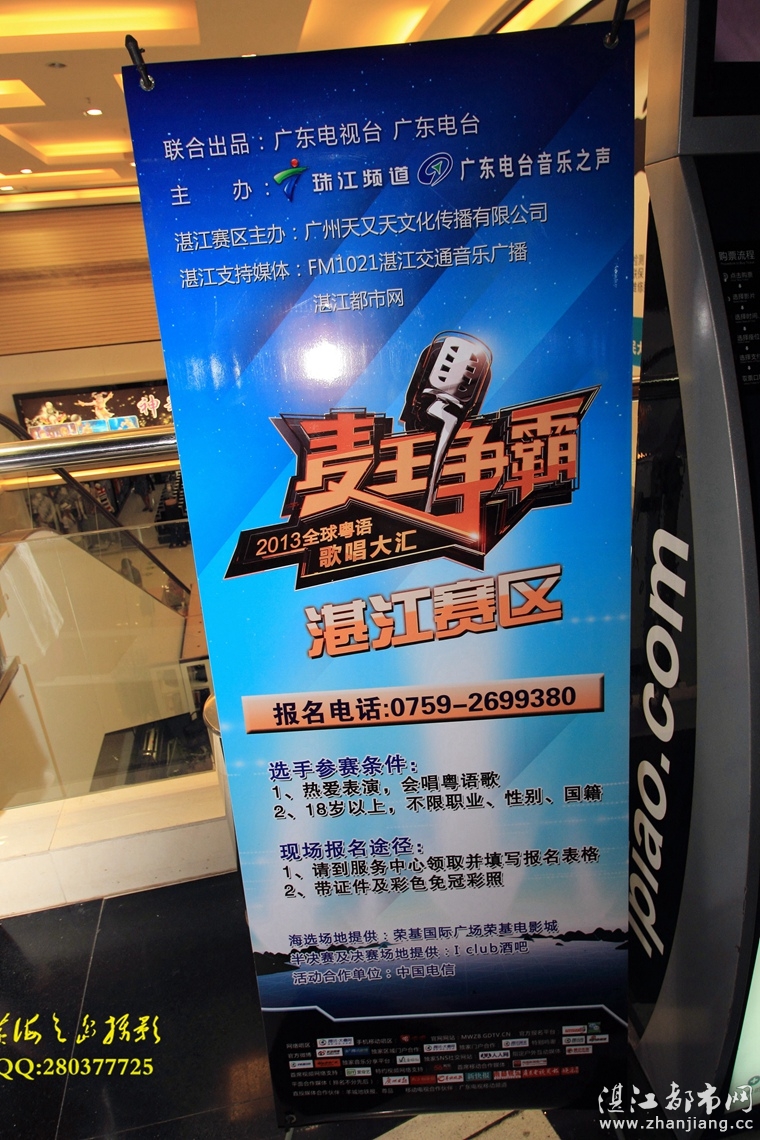 联合出品：广东电视台 广东电台
主 办：珠江频道 广东电台音乐之声
湛江赛区主办：广州天又天文化传播有限公司
湛江支持媒体：FM1021湛江交通音乐广播
湛江都市网
麦王争霸
2013全球粤语
歌唱大汇
湛江赛区
报名电话:0759-2699380
选手参赛条件：
1、热爱表演，会唱粤语歌
2、18岁以上，不限职业、性别、国籍
现场报名途径：
1、请到服务中心领取并填写报名表格
2、带证件及彩色免冠彩照
海选场地提供：荣基国际广场荣基电影城
半决赛及决赛场地提供：I club酒吧
活动合作单位：中国电信
神
购票流程
iplao.com
QQ:280377725
湛江都市网
www.zhanjiang.cc